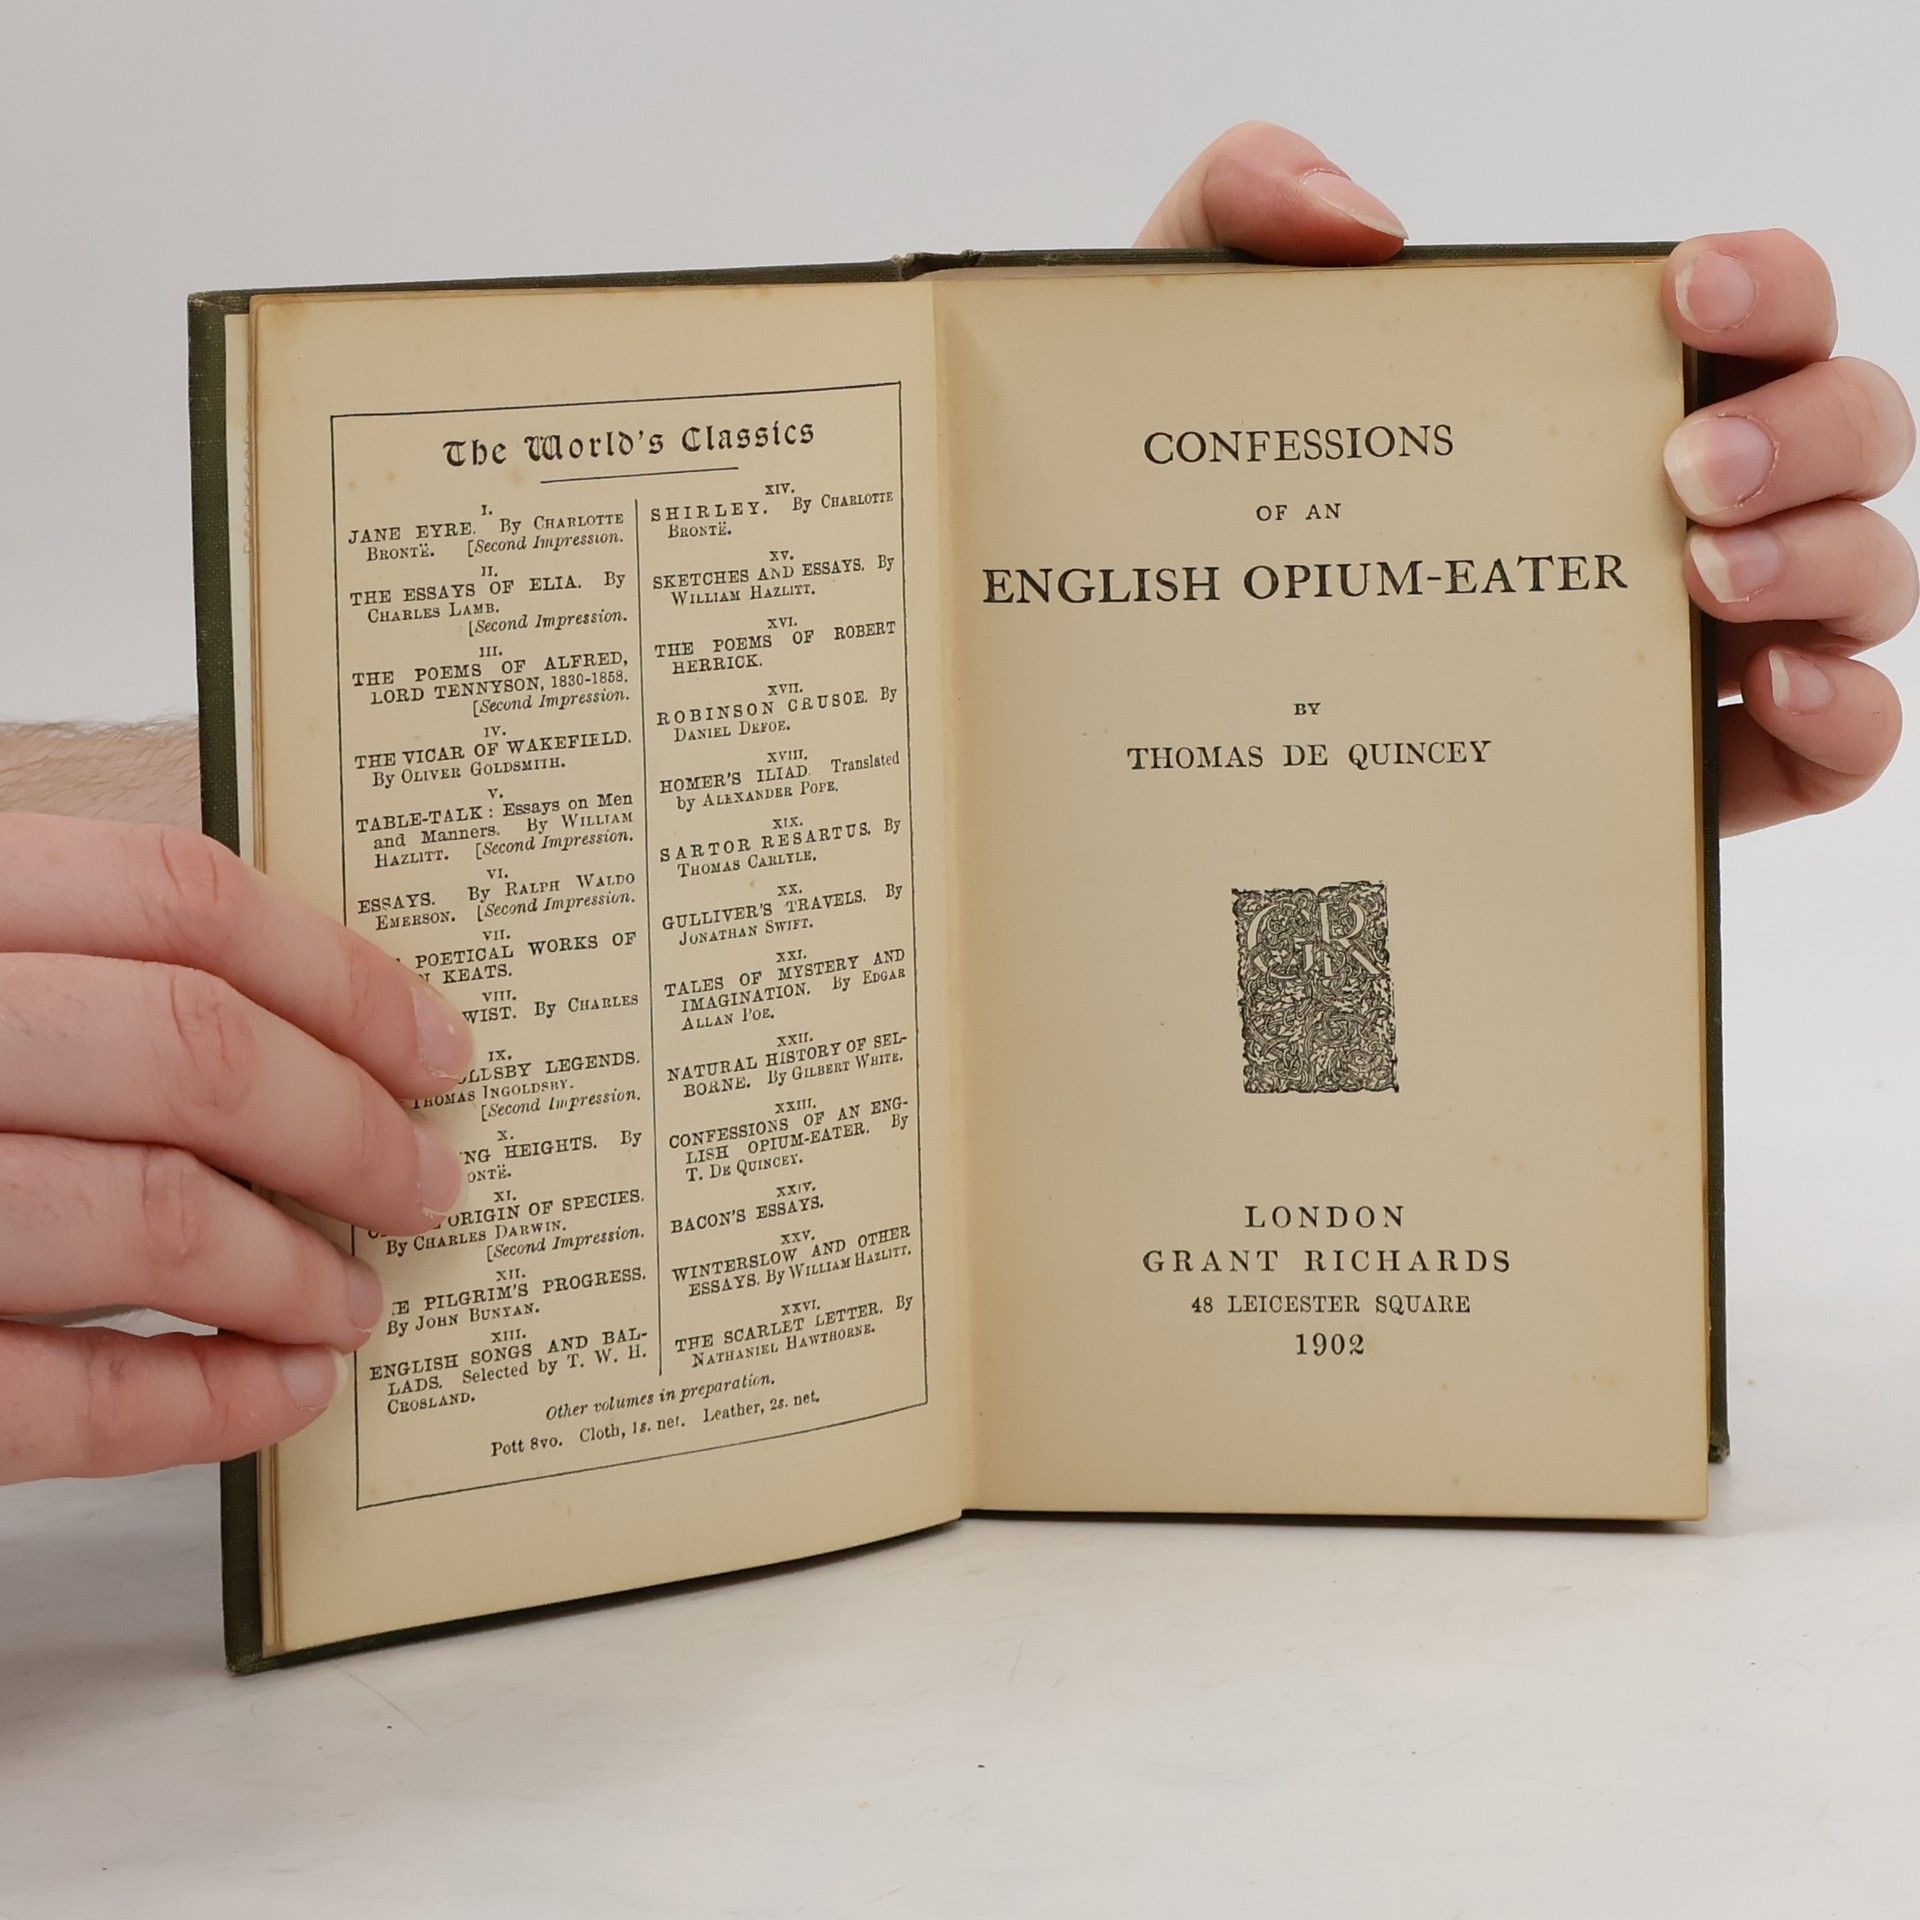 The World's Classics
I.
JANE EYRE. By CHARLOTTE
BRONTË. [Second Impression.
II.
THE ESSAYS OF ELIA. By
CHARLES LAMB.
[Second Impression.
III.
THE POEMS OF ALFRED,
LORD TENNYSON, 1830-1858.
[Second Impression.
IV.
THE VICAR OF WAKEFIELD.
By OLIVER GOLDSMITH.
V.
TABLE-TALK: Essays on Men
and Manners. By WILLIAM
HAZLITT. [Second Impression.
VI.
ESSAYS. By RALPH WALDO
EMERSON. [Second Impression.
VII.
POETICAL WORKS OF
KEATS.
VIII.
WIST. By CHARLES
IX.
OLDSBY LEGENDS.
THOMAS INGOLDSBY.
[Second Impression.
X.
NG HEIGHTS. By
ONTË.
XI.
ORIGIN OF SPECIES.
By CHARLES DARWIN.
[Second Impression.
XII.
E PILGRIM'S PROGRESS.
By JOHN BUNYAN.
XIII.
ENGLISH SONGS AND BAL-
LADS. Selected by T. W. H.
CROSLAND.
XIV.
SHIRLEY. By CHARLOTTE
BRONTË.
XV.
SKETCHES AND ESSAYS. By
WILLIAM HAZLITT.
XVI.
THE POEMS OF ROBERT
HERRICK.
XVII.
ROBINSON CRUSOE. By
DANIEL DEFOE.
XVIII.
HOMER'S ILIAD. Translated
by ALEXANDER POPE.
XIX.
SARTOR RESARTUS. By
THOMAS CARLYLE.
XX.
GULLIVER'S TRAVELS. By
JONATHAN SWIFT.
XXI.
TALES OF MYSTERY AND
IMAGINATION. By EDGAR
ALLAN POE.
XXII.
NATURAL HISTORY OF SEL-
BORNE. By GILBERT WHITE.
XXIII.
CONFESSIONS OF AN ENG-
LISH OPIUM-EATER. By
T. DE QUINCEY.
XXIV.
BACON'S ESSAYS.
XXV.
WINTERSLOW AND OTHER
ESSAYS. By WILLIAM HAZLITT.
XXVI.
THE SCARLET LETTER. By
NATHANIEL HAWTHORNE.
Other volumes in preparation.
Pott 8vo. Cloth, 1s. net. Leather, 2s. net.
CONFESSIONS
OF AN
ENGLISH OPIUM-EATER
BY
THOMAS DE QUINCEY
GR
LONDON
GRANT RICHARDS
48 LEICESTER SQUARE
1902